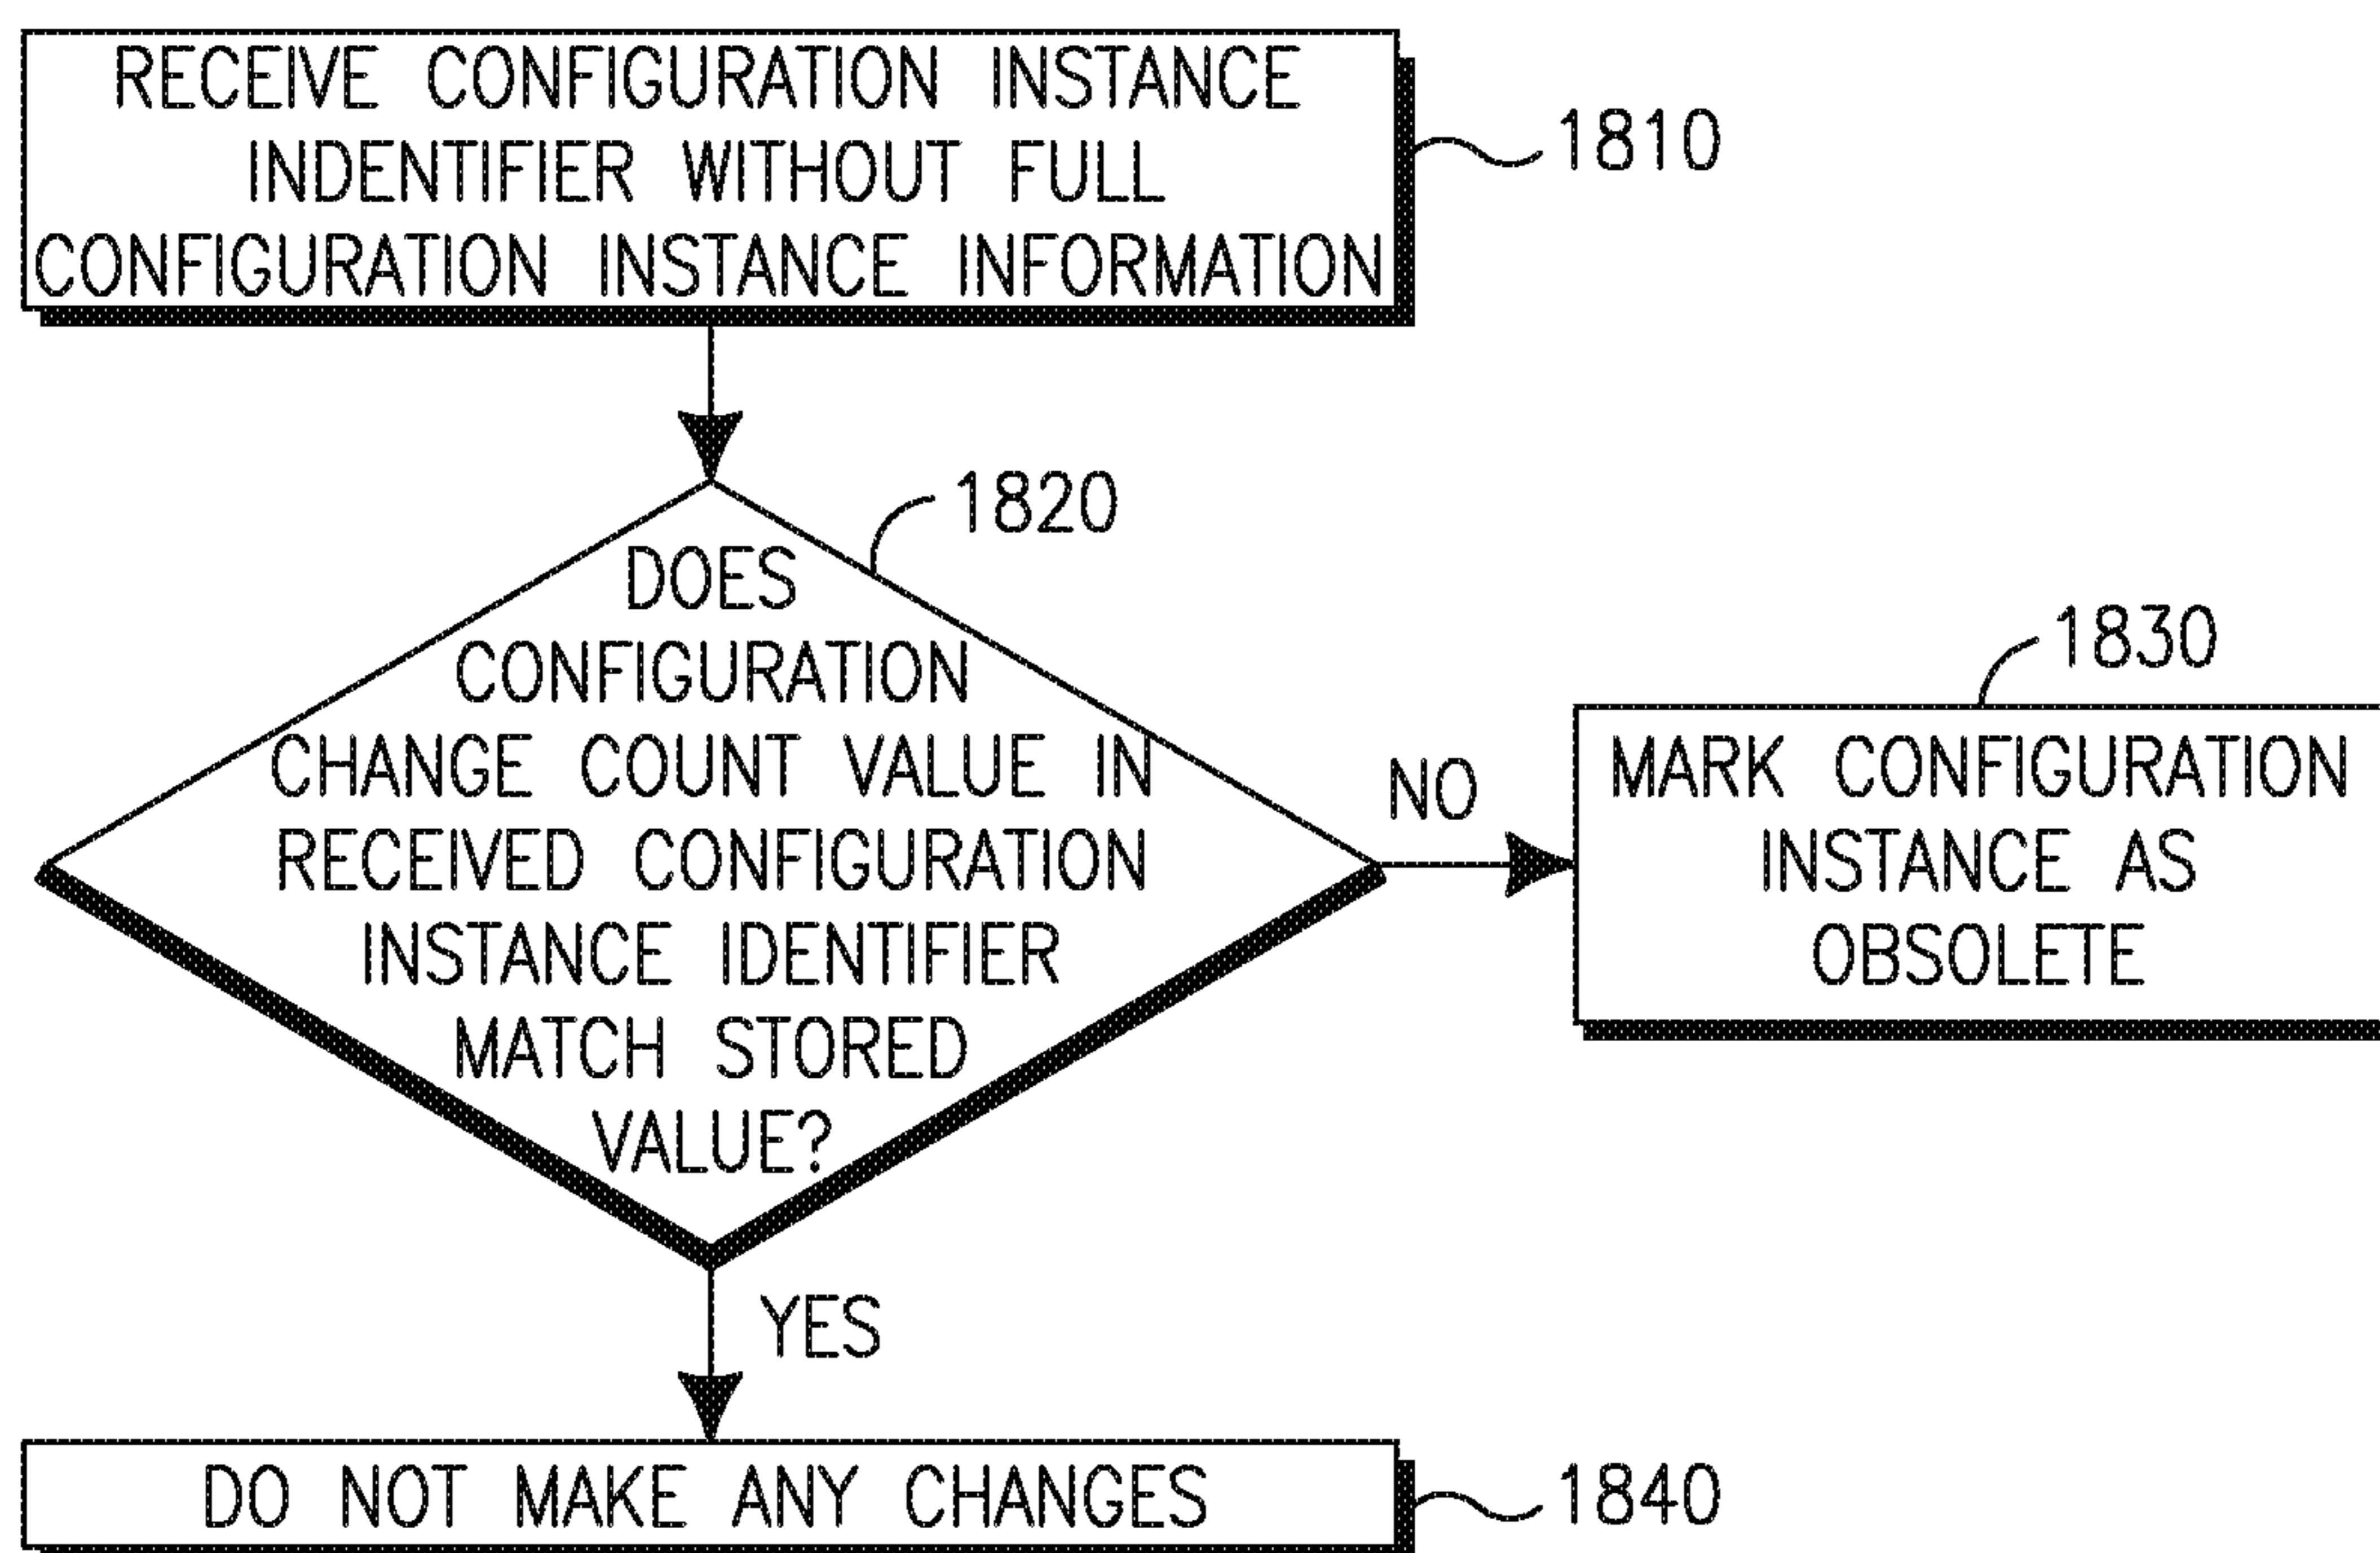 RECEIVE CONFIGURATION INSTANCE
INDENTIFIER WITHOUT FULL
CONFIGURATION INSTANCE INFORMATION
1810
1820
DOES
CONFIGURATION
CHANGE COUNT VALUE IN
RECEIVED CONFIGURATION
INSTANCE IDENTIFIER
MATCH STORED
VALUE?
NO
1830
MARK CONFIGURATION
INSTANCE AS
OBSOLETE
YES
DO NOT MAKE ANY CHANGES
1840